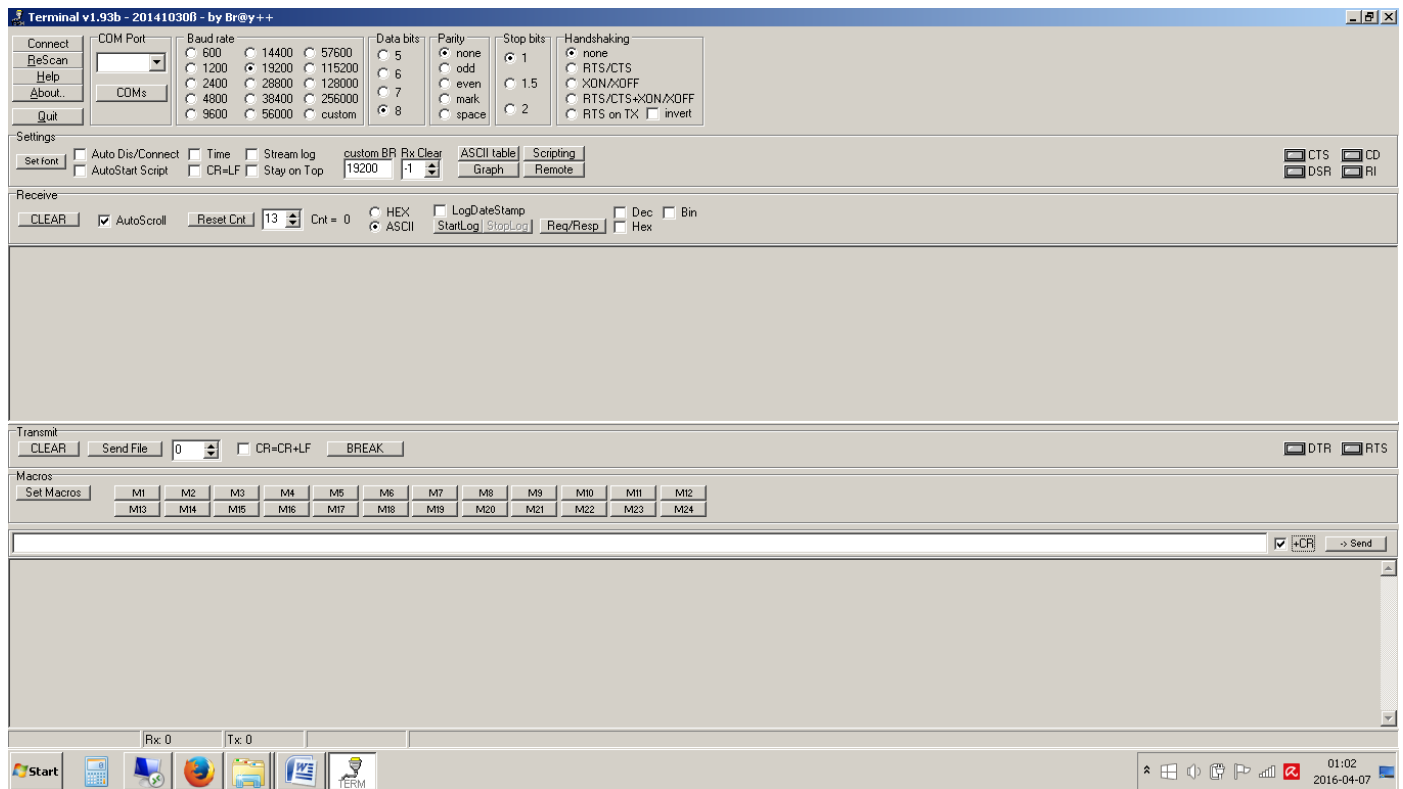 Terminal v1.93b - 20141030ß - by Br@y++
Connect
ReScan
Help
About..
Quit
COM Port
COMs
Baud rate
600 14400 57600
1200 19200 115200
2400 28800 128000
4800 38400 256000
9600 56000 custom
Data bits
5
6
7
8
Parity
none
odd
even
mark
space
Stop bits
1
1.5
2
Handshaking
none
RTS/CTS
XON/XOFF
RTS/CTS+XON/XOFF
RTS on TX invert
Settings
Set font
Auto Dis/Connect Time Stream log
AutoStart Script CR=LF Stay on Top
custom BR Rx Clear
19200 -1
ASCII table Scripting
Graph Remote
CTS CD
DSR RI
Receive
CLEAR AutoScroll Reset Cnt 13 Cnt = 0
HEX
ASCII
LogDateStamp
StartLog StopLog Req/Resp
Dec Bin
Hex
Transmit
CLEAR Send File 0 CR=CR+LF BREAK DTR RTS
Macros
Set Macros M1 M2 M3 M4 M5 M6 M7 M8 M9 M10 M11 M12
M13 M14 M15 M16 M17 M18 M19 M20 M21 M22 M23 M24
+CR -> Send
Rx: 0 Tx: 0
Start
TERM
01:02
2016-04-07